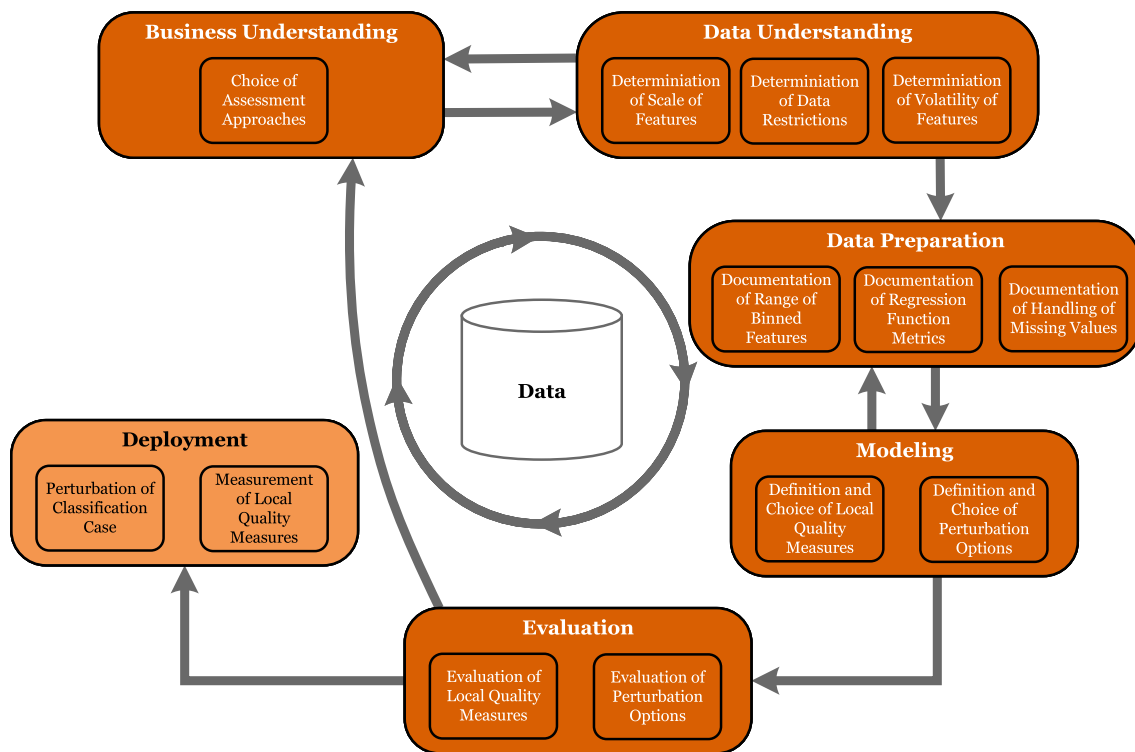 Business Understanding
Choice of
Assessment
Approaches
Data Understanding
Determiniation
of Scale of
Features
Determiniation
of Data
Restrictions
Determiniation
of Volatility of
Features
Data Preparation
Documentation
of Range of
Binned
Features
Documentation
of Regression
Function
Metrics
Documentation
of Handling of
Missing Values
Data
Deployment
Perturbation of
Classification
Case
Measurement
of Local
Quality
Measures
Modeling
Definition and
Choice of Local
Quality
Measures
Definition and
Choice of
Perturbation
Options
Evaluation
Evaluation of
Local Quality
Measures
Evaluation of
Perturbation
Options